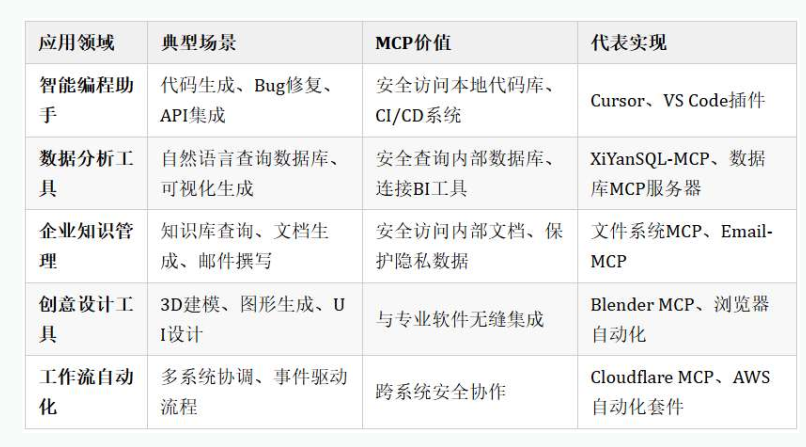 应用领域 典型场景 MCP价值 代表实现
智能编程助 代码生成、Bug修复、 安全访问本地代码库、 Cursor、VS Code插件
手 API集成 CI/CD系统
数据分析工 自然语言查询数据库、 安全查询内部数据库、 XiYanSQL-MCP、数据
具 可视化生成 连接BI工具 库MCP服务器
企业知识管 知识库查询、文档生 安全访问内部文档、保 文件系统MCP、Email-
理 成、邮件撰写 护隐私数据 MCP
创意设计工 3D建模、图形生成、U 与专业软件无缝集成 Blender MCP、浏览器
具 I设计 自动化
工作流自动 多系统协调、事件驱动 跨系统安全协作 Cloudflare MCP、AWS
化 流程 自动化套件